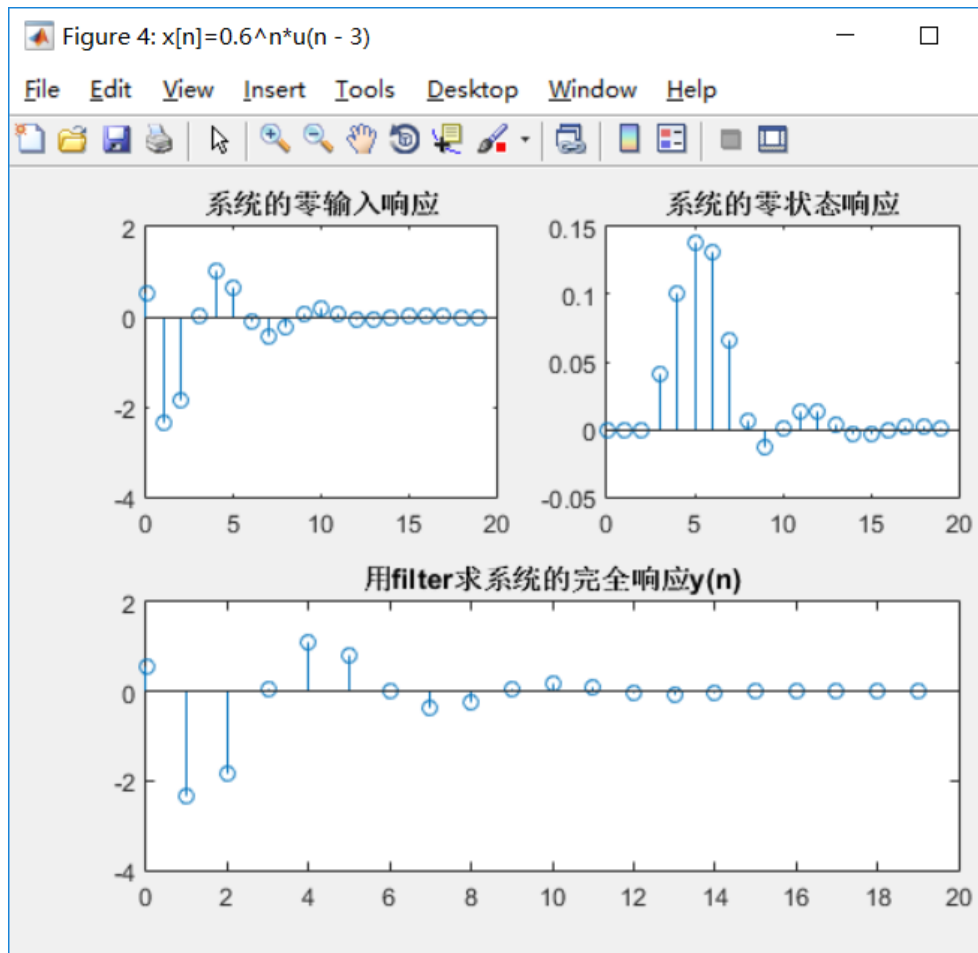 Figure 4: x[n]=0.6^n*u(n - 3)
File Edit View Insert Tools Desktop Window Help
系统的零输入响应
2
0
-2
-4
0 5 10 15 20
系统的零状态响应
0.15
0.1
0.05
0
-0.05
0 5 10 15 20
用filter求系统的完全响应y(n)
2
0
-2
-4
0 2 4 6 8 10 12 14 16 18 20